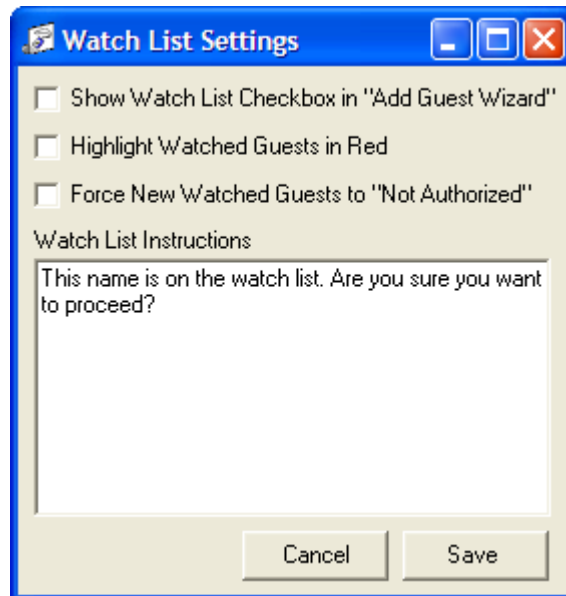 Watch List Settings
Show Watch List Checkbox in "Add Guest Wizard"
Highlight Watched Guests in Red
Force New Watched Guests to "Not Authorized"
Watch List Instructions
This name is on the watch list. Are you sure you want
to proceed?
Cancel Save